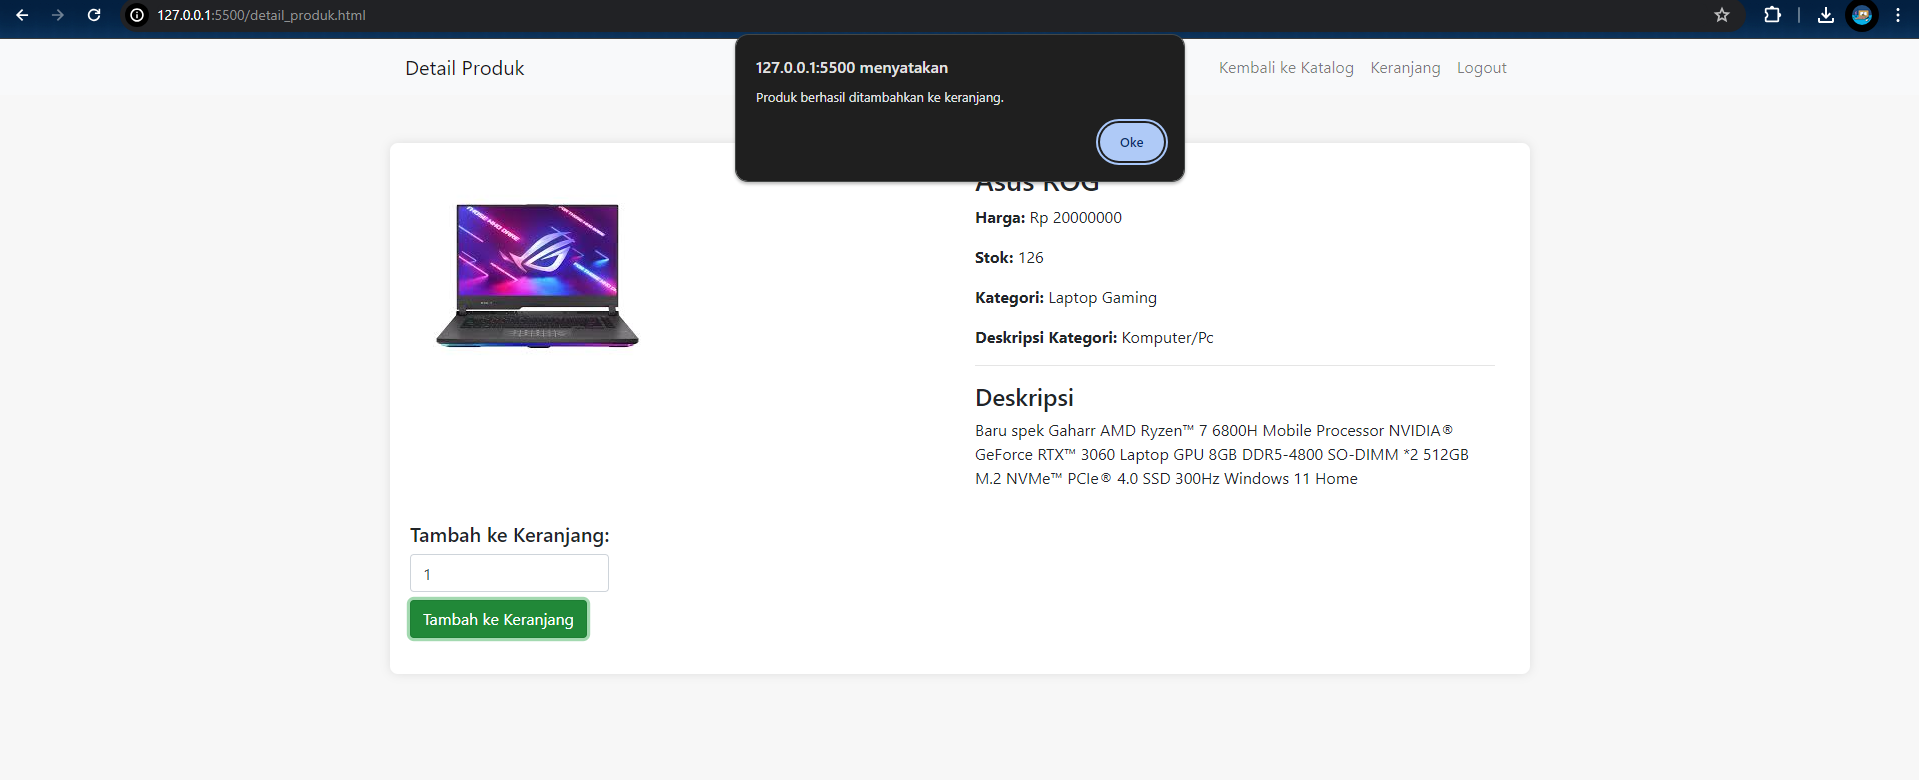 127.0.0.1:5500/detail_produk.html
Detail Produk
Kembali ke Katalog Keranjang Logout
127.0.0.1:5500 menyatakan
Produk berhasil ditambahkan ke keranjang.
Oke
Asus ROG
Harga: Rp 20000000
Stok: 126
Kategori: Laptop Gaming
Deskripsi Kategori: Komputer/Pc
Deskripsi
Baru spek Gaharr AMD Ryzen™ 7 6800H Mobile Processor NVIDIA®
GeForce RTX™ 3060 Laptop GPU 8GB DDR5-4800 SO-DIMM *2 512GB
M.2 NVMe™ PCIe® 4.0 SSD 300Hz Windows 11 Home
Tambah ke Keranjang:
1
Tambah ke Keranjang